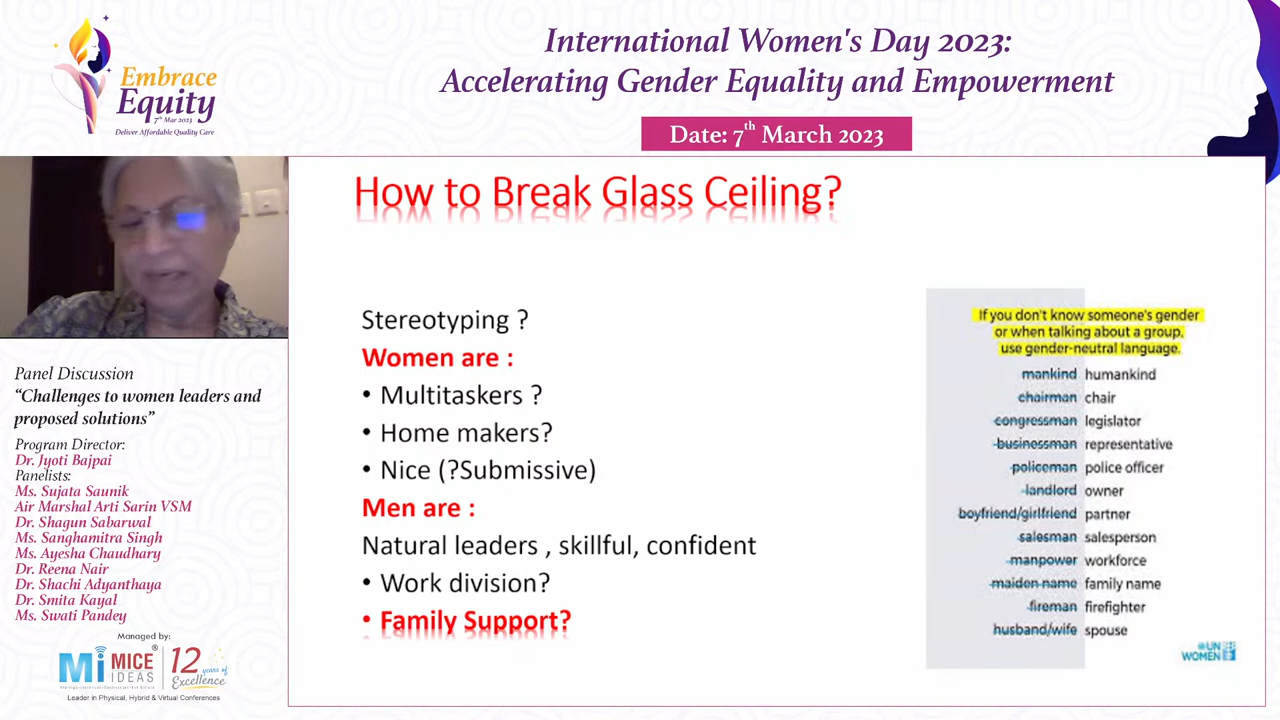 Embrace
Equity
7th Mar 2023
Deliver Affordable Quality Care
International Women's Day 2023:
Accelerating Gender Equality and Empowerment
Date: 7th March 2023
Panel Discussion
“Challenges to women leaders and
proposed solutions”
Program Director:
Dr. Jyoti Bajpai
Panelists:
Ms. Sujata Saunik
Air Marshal Arti Sarin VSM
Dr. Shagun Sabarwal
Ms. Sanghamitra Singh
Ms. Ayesha Chaudhary
Dr. Reena Nair
Dr. Shachi Adyanthaya
Dr. Smita Kayal
Ms. Swati Pandey
Managed by:
Mi MICE IDEAS® 12 years of Excellence
Leader in Physical, Hybrid & Virtual Conferences
How to Break Glass Ceiling?
Stereotyping ?
Women are :
• Multitaskers ?
• Home makers?
• Nice (?Submissive)
Men are :
Natural leaders , skillful, confident
• Work division?
• Family Support?
If you don't know someone's gender
or when talking about a group,
use gender-neutral language.
mankind humankind
chairman chair
congressman legislator
businessman representative
policeman police officer
landlord owner
boyfriend/girlfriend partner
salesman salesperson
manpower workforce
maiden name family name
fireman firefighter
husband/wife spouse
@UN
WOMEN